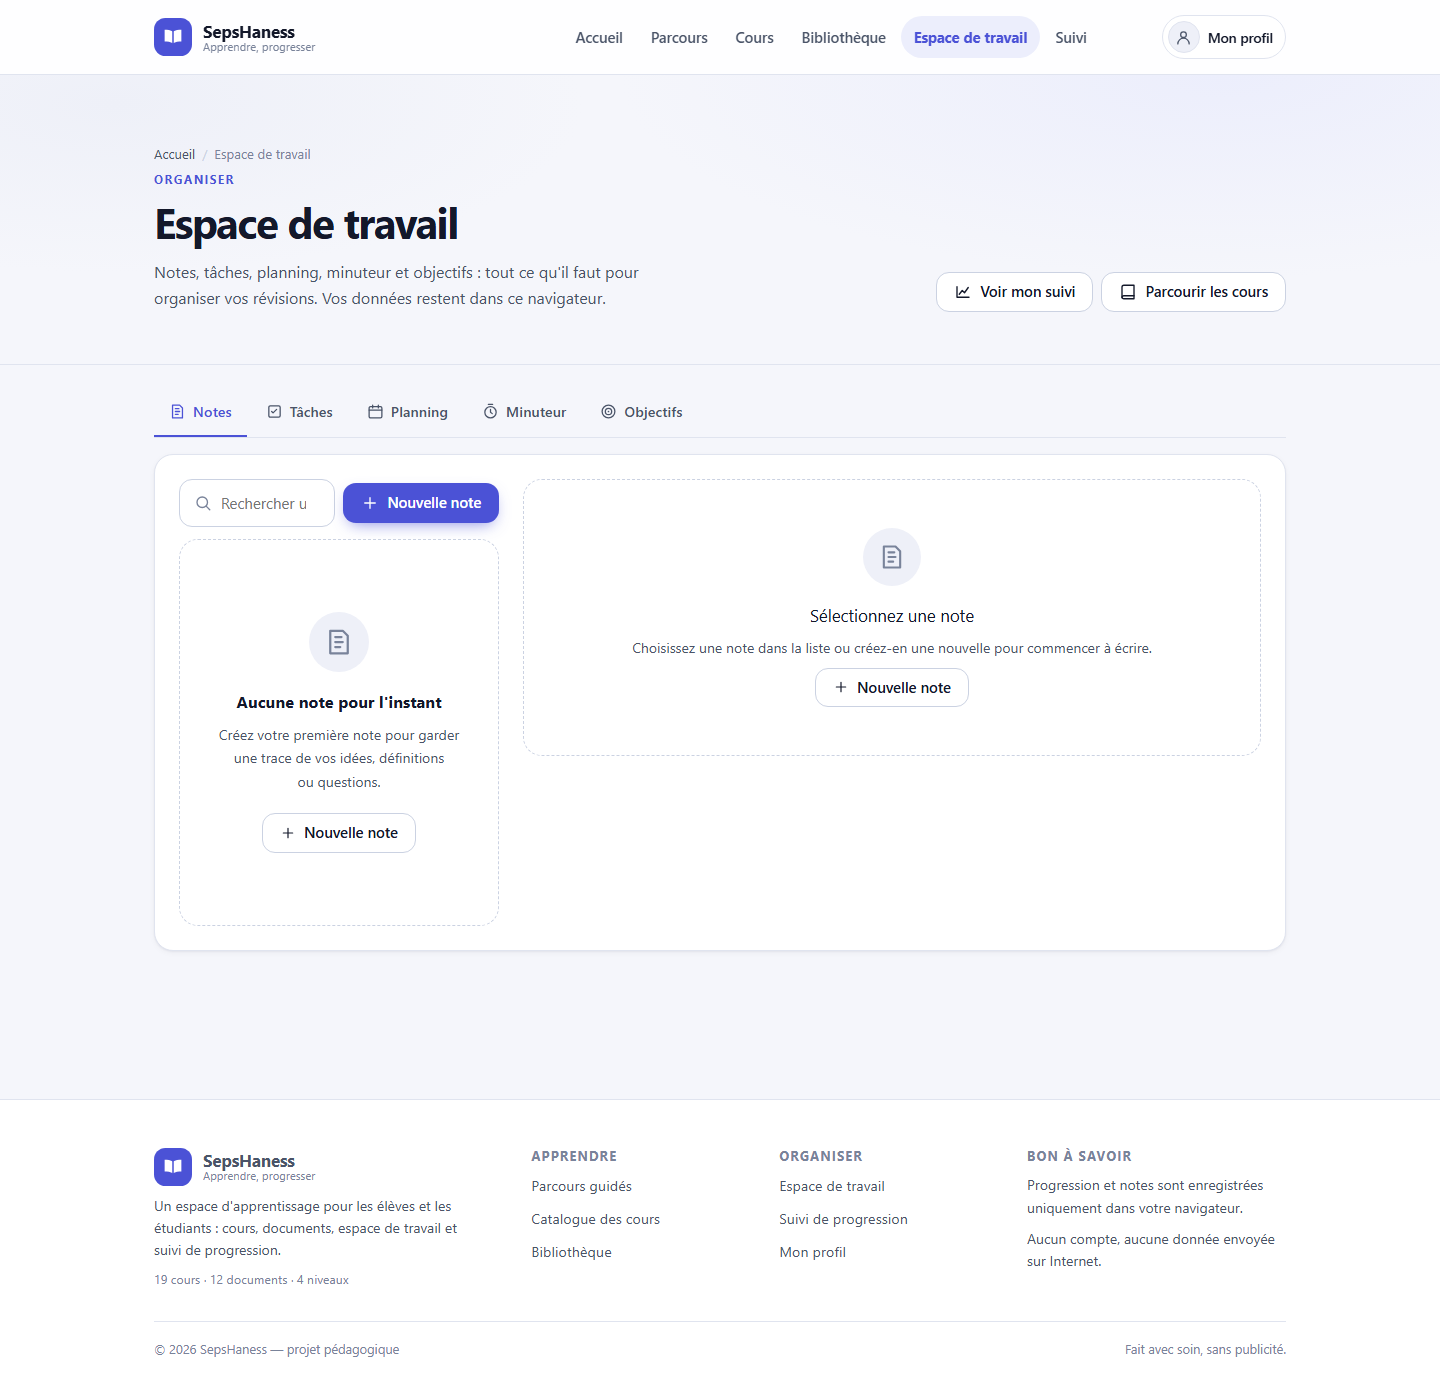 SepsHaness
Apprendre, progresser
Accueil
Parcours
Cours
Bibliothèque
Espace de travail
Suivi
Mon profil
Accueil / Espace de travail
ORGANISER
Espace de travail
Notes, tâches, planning, minuteur et objectifs : tout ce qu'il faut pour
organiser vos révisions. Vos données restent dans ce navigateur.
Voir mon suivi
Parcourir les cours
Notes
Tâches
Planning
Minuteur
Objectifs
Rechercher u
Nouvelle note
Aucune note pour l'instant
Créez votre première note pour garder
une trace de vos idées, définitions
ou questions.
Nouvelle note
Sélectionnez une note
Choisissez une note dans la liste ou créez-en une nouvelle pour commencer à écrire.
Nouvelle note
SepsHaness
Apprendre, progresser
Un espace d'apprentissage pour les élèves et les
étudiants : cours, documents, espace de travail et
suivi de progression.
19 cours · 12 documents · 4 niveaux
APPRENDRE
Parcours guidés
Catalogue des cours
Bibliothèque
ORGANISER
Espace de travail
Suivi de progression
Mon profil
BON À SAVOIR
Progression et notes sont enregistrées
uniquement dans votre navigateur.
Aucun compte, aucune donnée envoyée
sur Internet.
© 2026 SepsHaness — projet pédagogique
Fait avec soin, sans publicité.